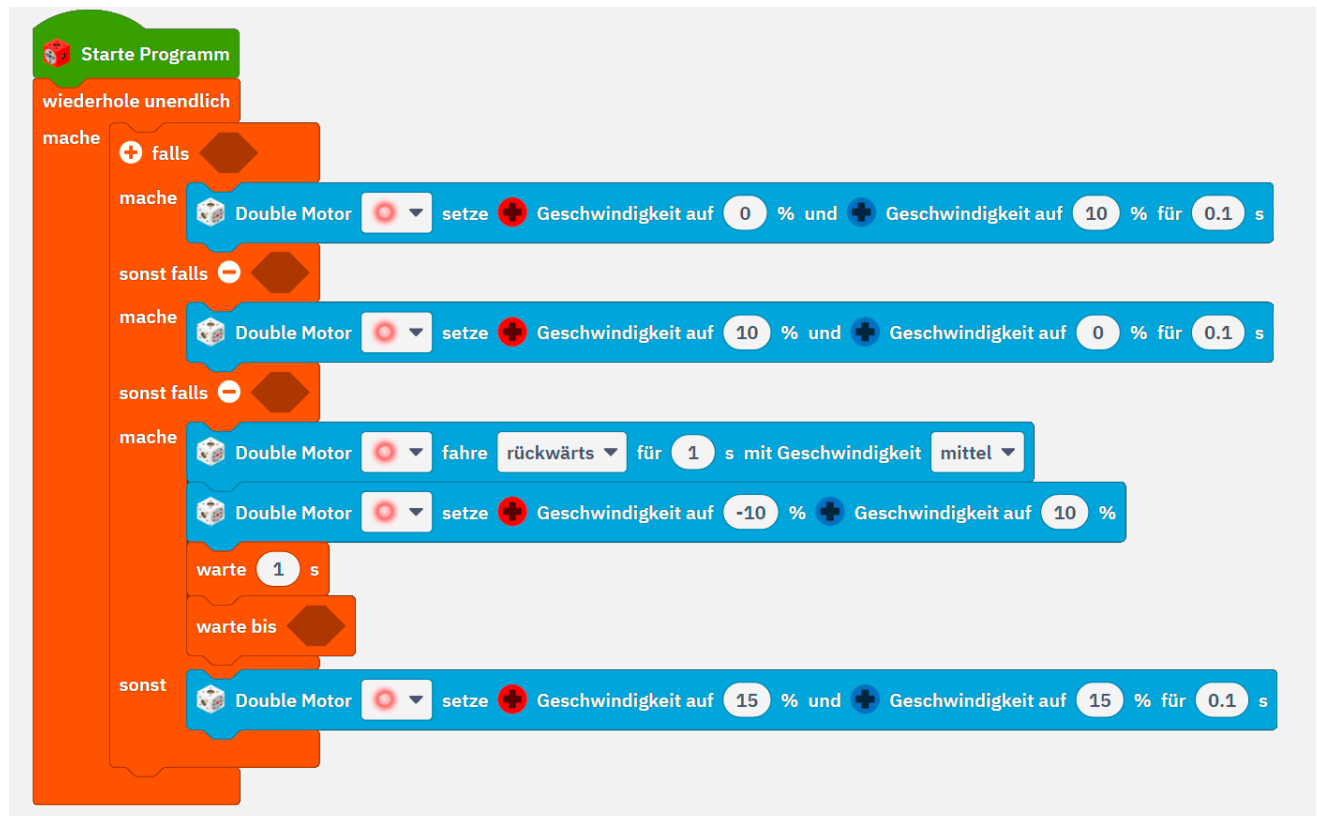 Starte Programm
wiederhole unendlich
mache
falls
mache
Double Motor setze Geschwindigkeit auf 0 % und Geschwindigkeit auf 10 % für 0.1 s
sonst falls
mache
Double Motor setze Geschwindigkeit auf 10 % und Geschwindigkeit auf 0 % für 0.1 s
sonst falls
mache
Double Motor fahre rückwärts für 1 s mit Geschwindigkeit mittel
Double Motor setze Geschwindigkeit auf -10 % Geschwindigkeit auf 10 %
warte 1 s
warte bis
sonst
Double Motor setze Geschwindigkeit auf 15 % und Geschwindigkeit auf 15 % für 0.1 s